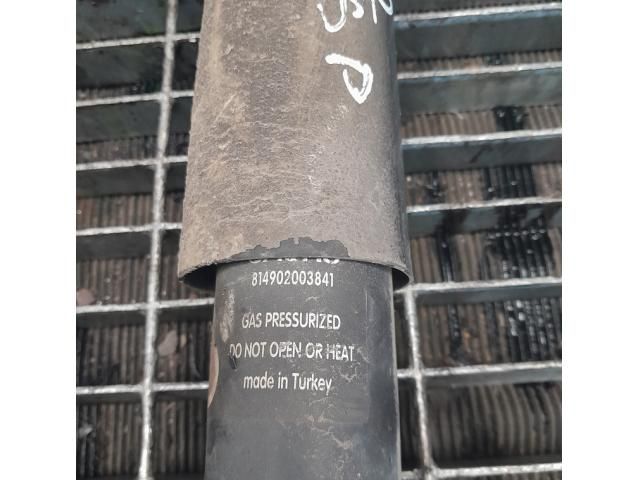 S P
814902003841
GAS PRESSURIZED
DO NOT OPEN OR HEAT
made in Turkey